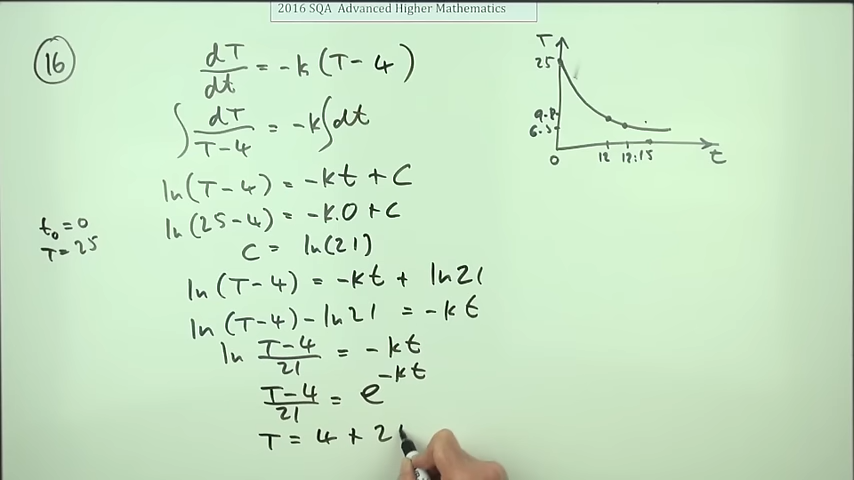 2016 SQA Advanced Higher Mathematics
16
dT/dt = -k(T-4)
∫ dT/T-4 = -k∫dt
ln(T-4) = -kt + C
ln(25-4) = -k.0 + C
t₀=0
T=25
C = ln(21)
ln(T-4) = -kt + ln21
ln(T-4)-ln21 = -kt
ln T-4/21 = -kt
T-4/21 = e^-kt
T = 4 + 21
T
25
9.8
6.5
0
12
12:15
t